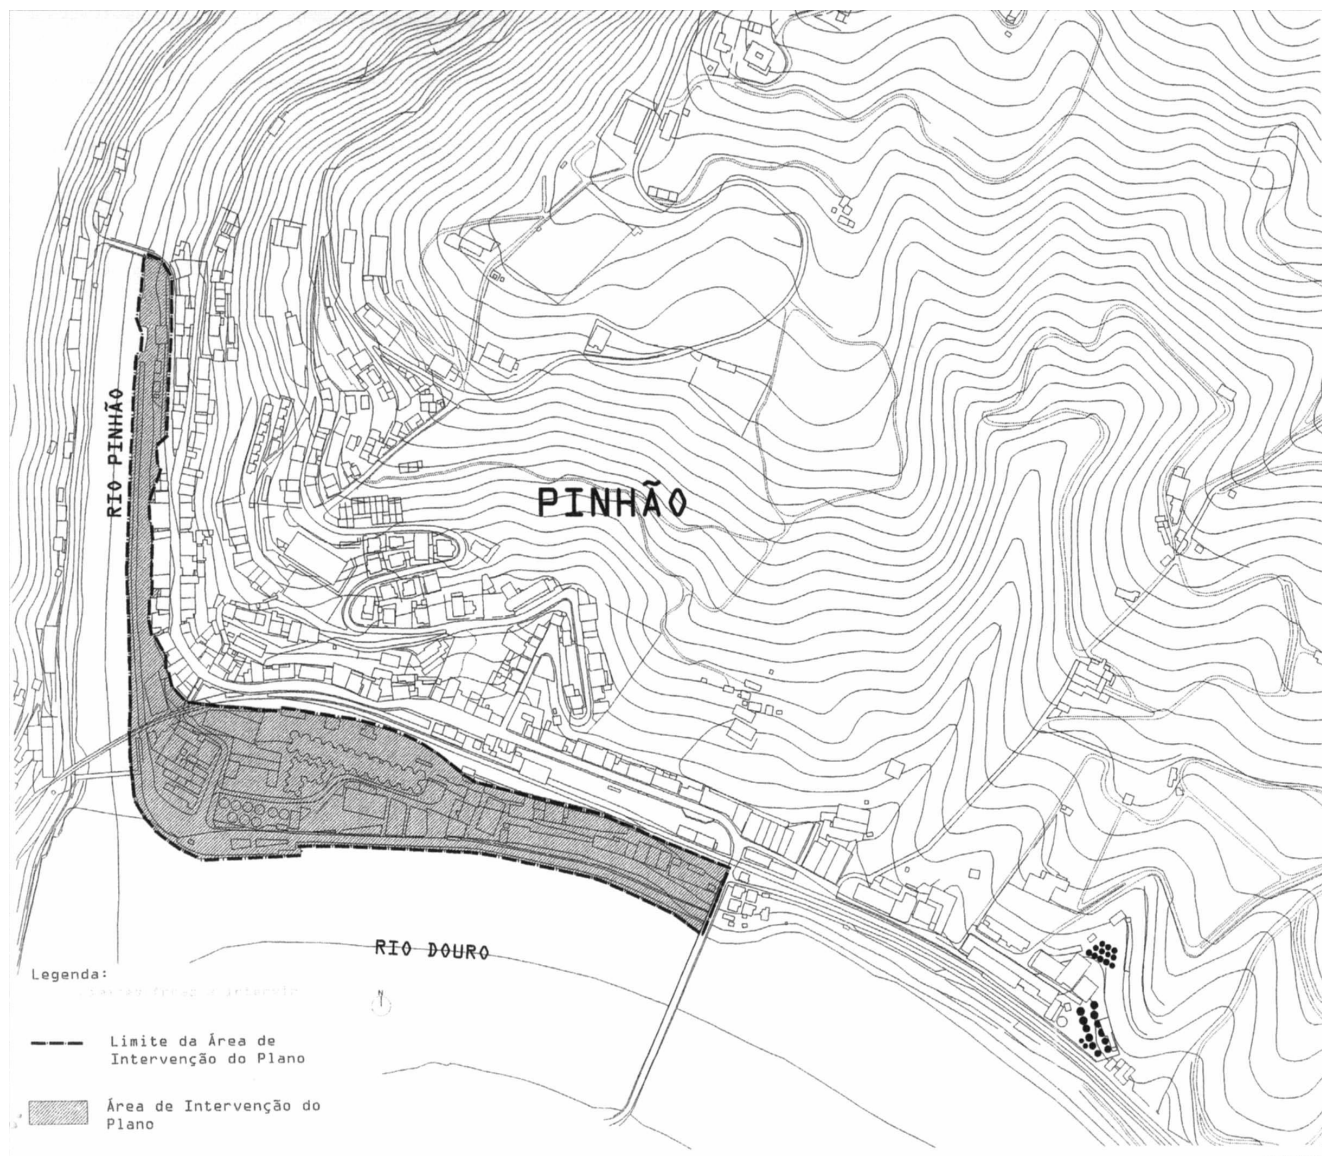 RIO PINHÃO
PINHÃO
RIO DOURO
N
Legenda:
Limite da Área de
Intervenção do Plano
Área de Intervenção do
Plano